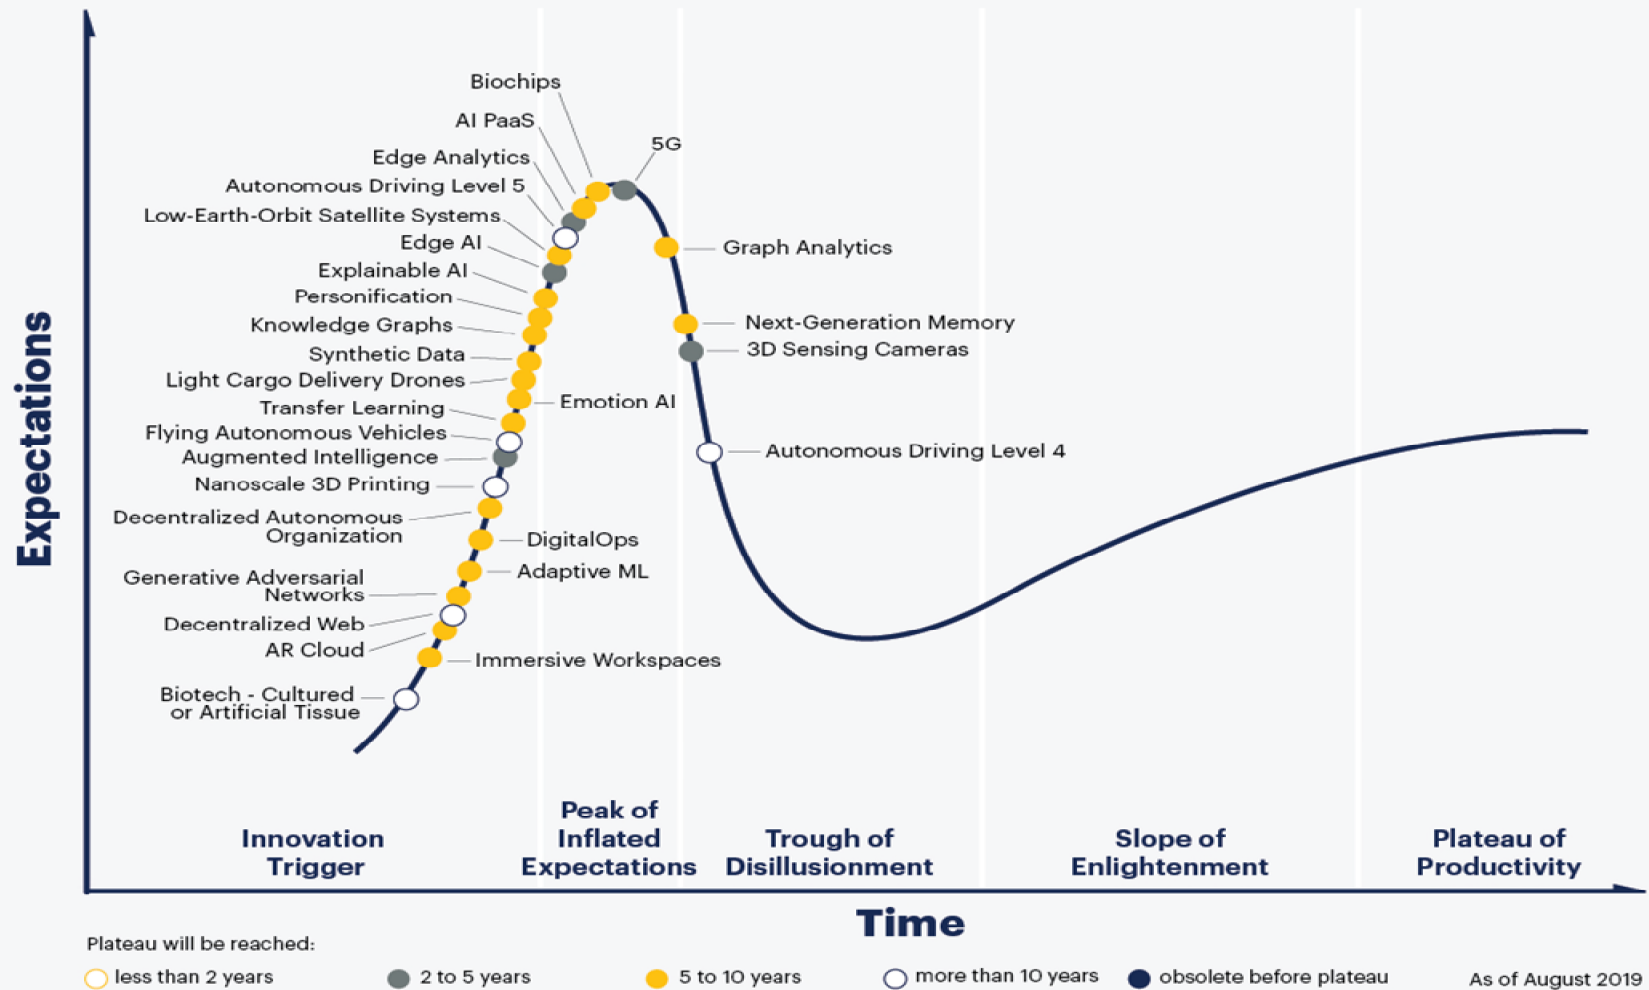 Biochips
AI PaaS
5G
Edge Analytics
Autonomous Driving Level 5
Low-Earth-Orbit Satellite Systems
Edge AI
Graph Analytics
Explainable AI
Personification
Knowledge Graphs
Next-Generation Memory
Synthetic Data
3D Sensing Cameras
Light Cargo Delivery Drones
Emotion AI
Transfer Learning
Flying Autonomous Vehicles
Augmented Intelligence
Autonomous Driving Level 4
Nanoscale 3D Printing
Decentralized Autonomous
Organization
DigitalOps
Adaptive ML
Generative Adversarial
Networks
Decentralized Web
AR Cloud
Immersive Workspaces
Biotech - Cultured
or Artificial Tissue
Expectations
Innovation
Trigger
Peak of
Inflated
Expectations
Trough of
Disillusionment
Slope of
Enlightenment
Plateau of
Productivity
Time
Plateau will be reached:
less than 2 years
2 to 5 years
5 to 10 years
more than 10 years
obsolete before plateau
As of August 2019